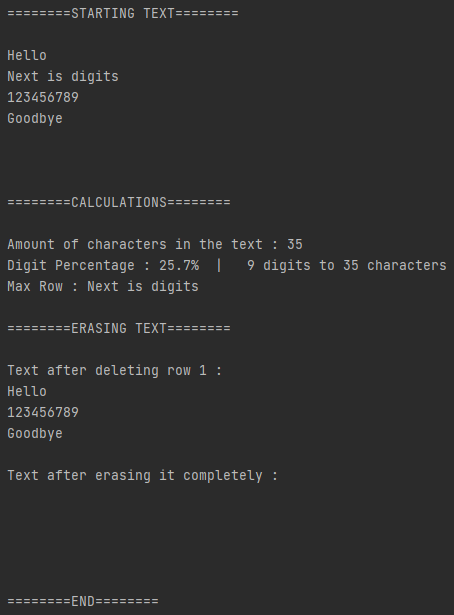 ========STARTING TEXT========
Hello
Next is digits
123456789
Goodbye
========CALCULATIONS========
Amount of characters in the text : 35
Digit Percentage : 25.7%  |   9 digits to 35 characters
Max Row : Next is digits
========ERASING TEXT========
Text after deleting row 1 :
Hello
123456789
Goodbye
Text after erasing it completely :
========END========